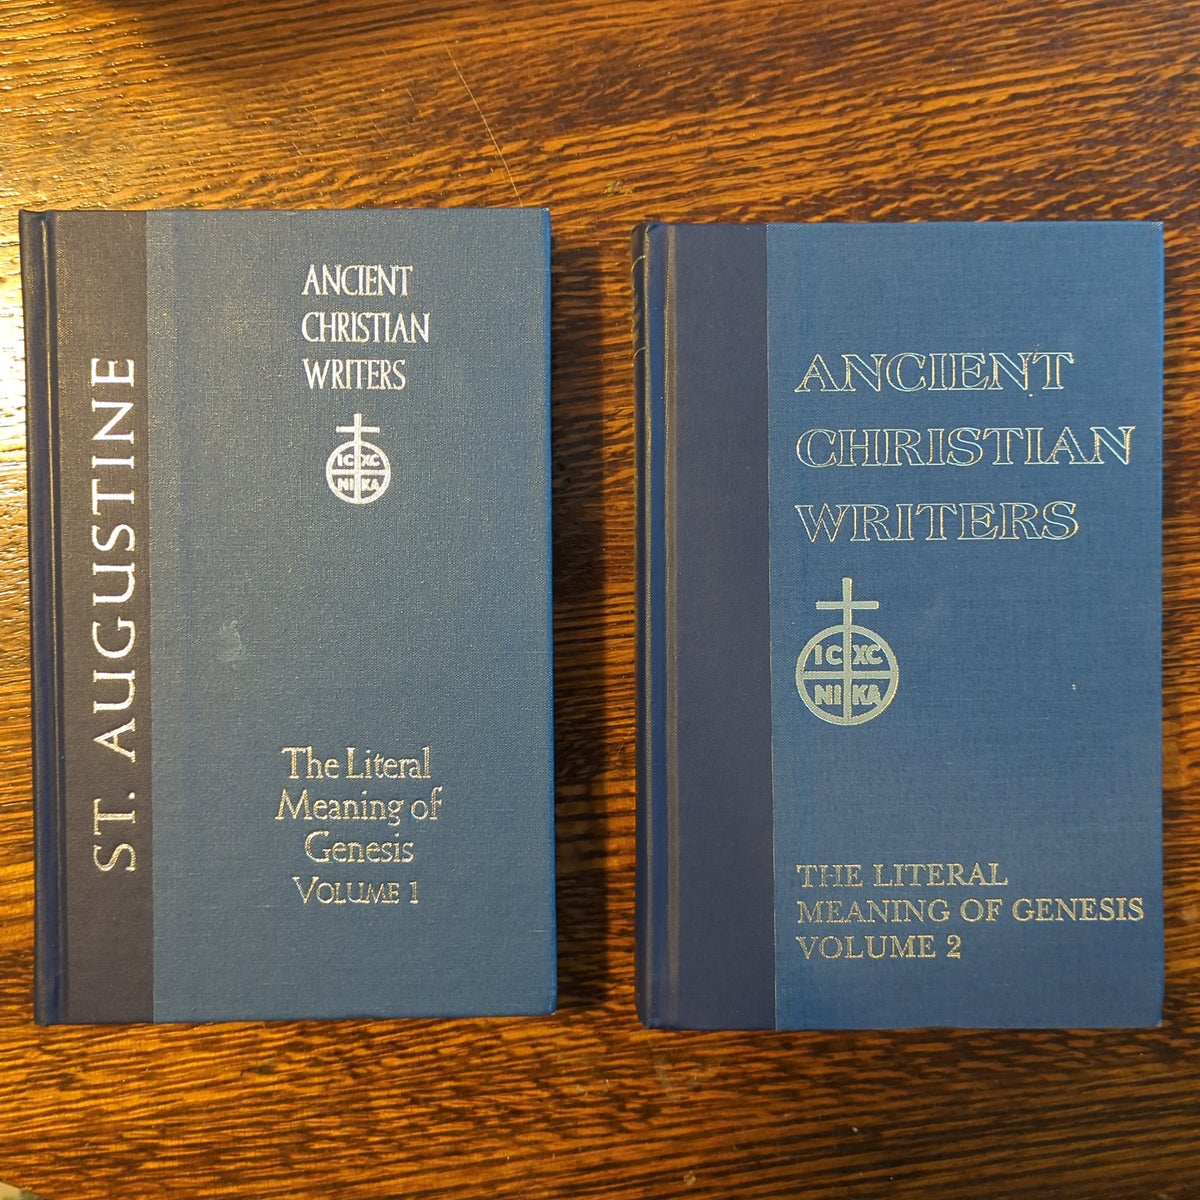 ST. AUGUSTINE
ANCIENT
CHRISTIAN
WRITERS
IC XC
NI KA
The Literal
Meaning of
Genesis
VOLUME 1
ANCIENT
CHRISTIAN
WRITERS
IC XC
NI KA
THE LITERAL
MEANING OF GENESIS
VOLUME 2